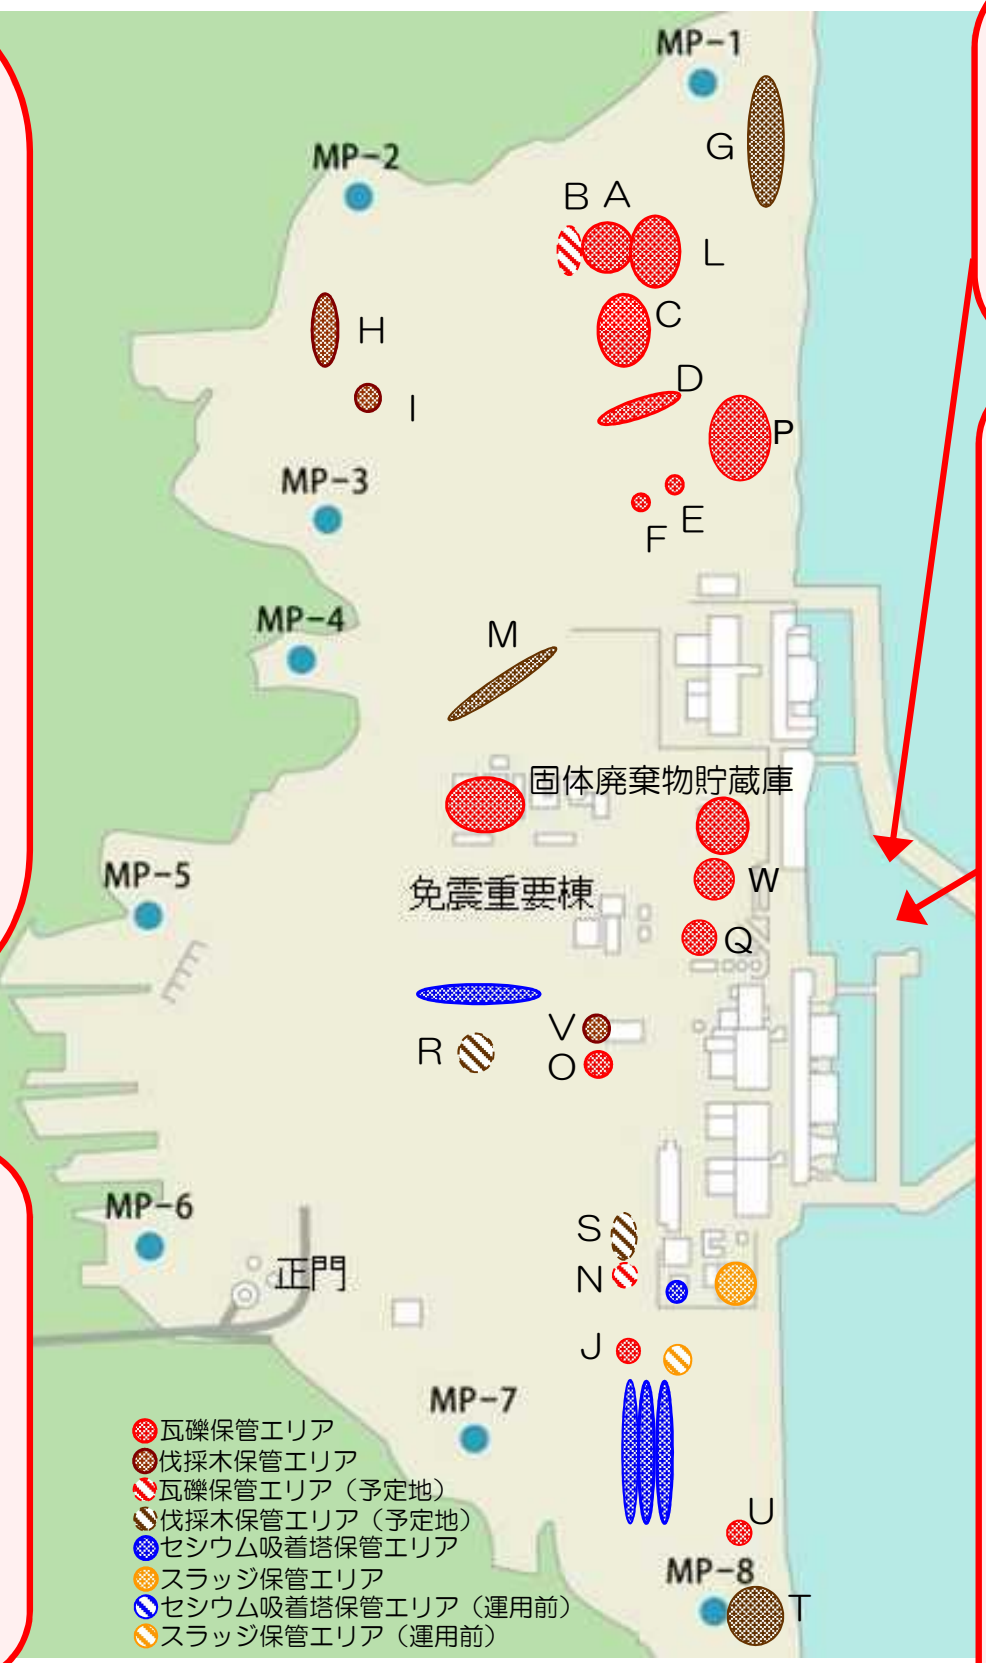 MP-1
G
MP-2
B A
L
C
H
D
I
P
MP-3
E
F
MP-4
M
固体廃棄物貯蔵庫
MP-5
W
免震重要棟
Q
V
R
O
MP-6
S
正門
N
J
MP-7
瓦礫保管エリア
伐採木保管エリア
瓦礫保管エリア（予定地）
伐採木保管エリア（予定地）
セシウム吸着塔保管エリア
スラッジ保管エリア
セシウム吸着塔保管エリア（運用前）
スラッジ保管エリア（運用前）
U
MP-8
T